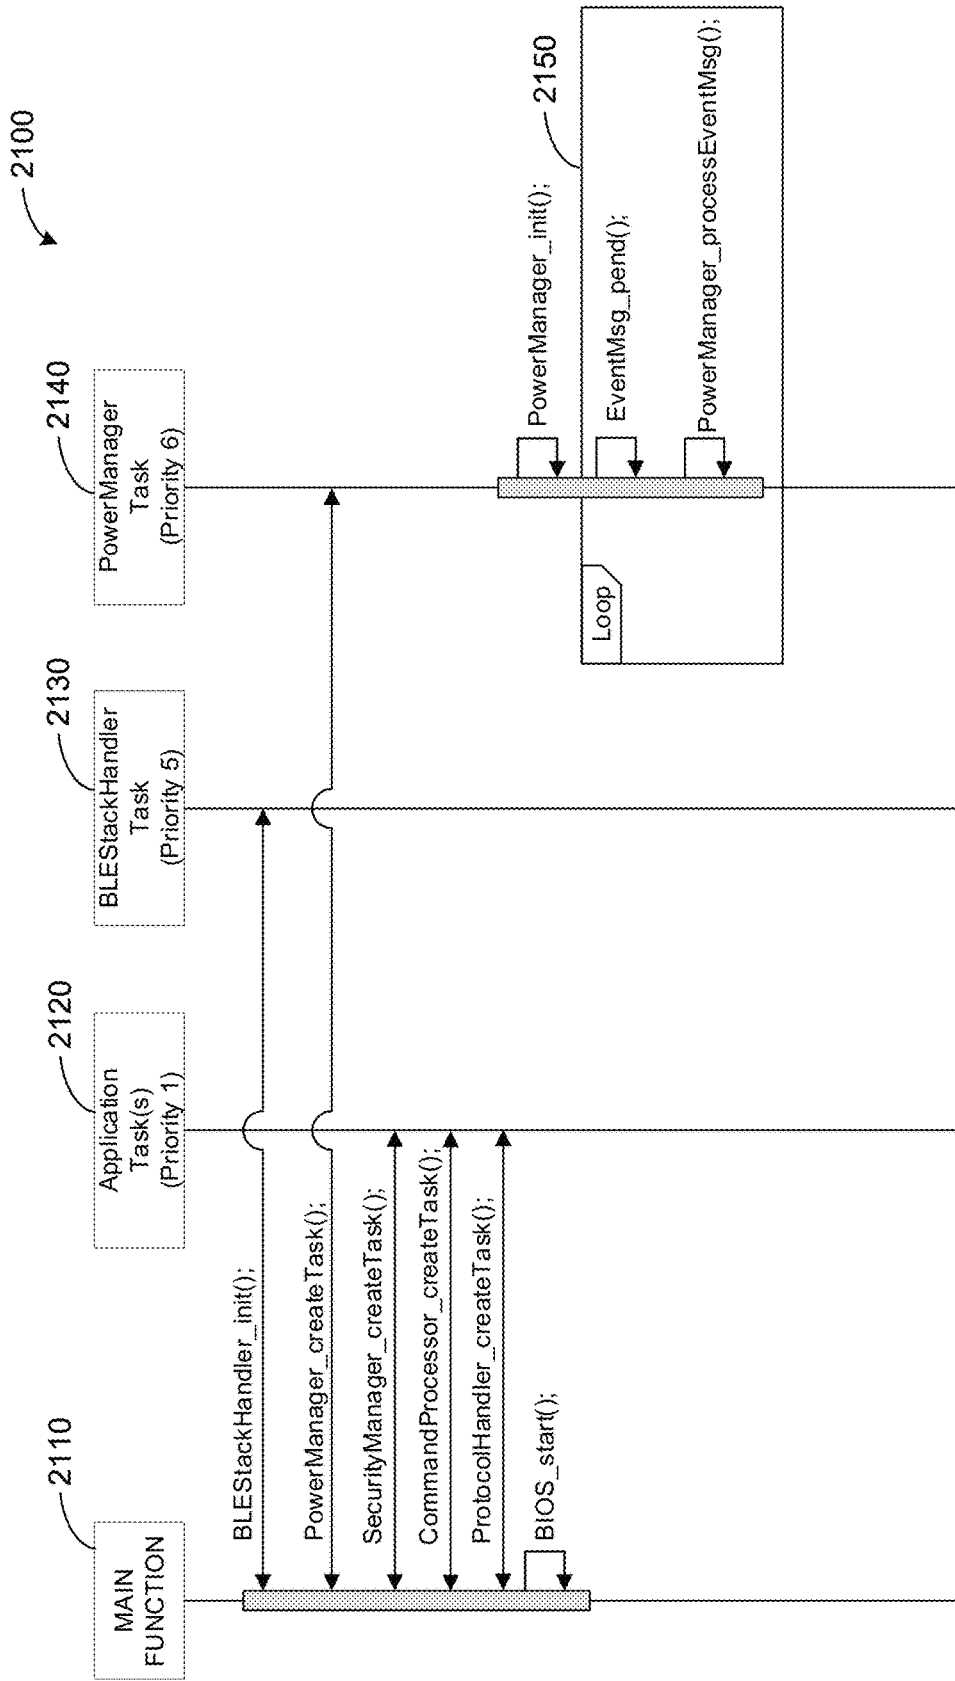 2100
2110
MAIN
FUNCTION
2120
Application
Task(s)
(Priority 1)
2130
BLEStackHandler
Task
(Priority 5)
2140
PowerManager
Task
(Priority 6)
BLEStackHandler_init();
PowerManager_createTask();
SecurityManager_createTask();
CommandProcessor_createTask();
ProtocolHandler_createTask();
BIOS_start();
PowerManager_init();
2150
Loop
EventMsg_pend();
PowerManager_processEventMsg();